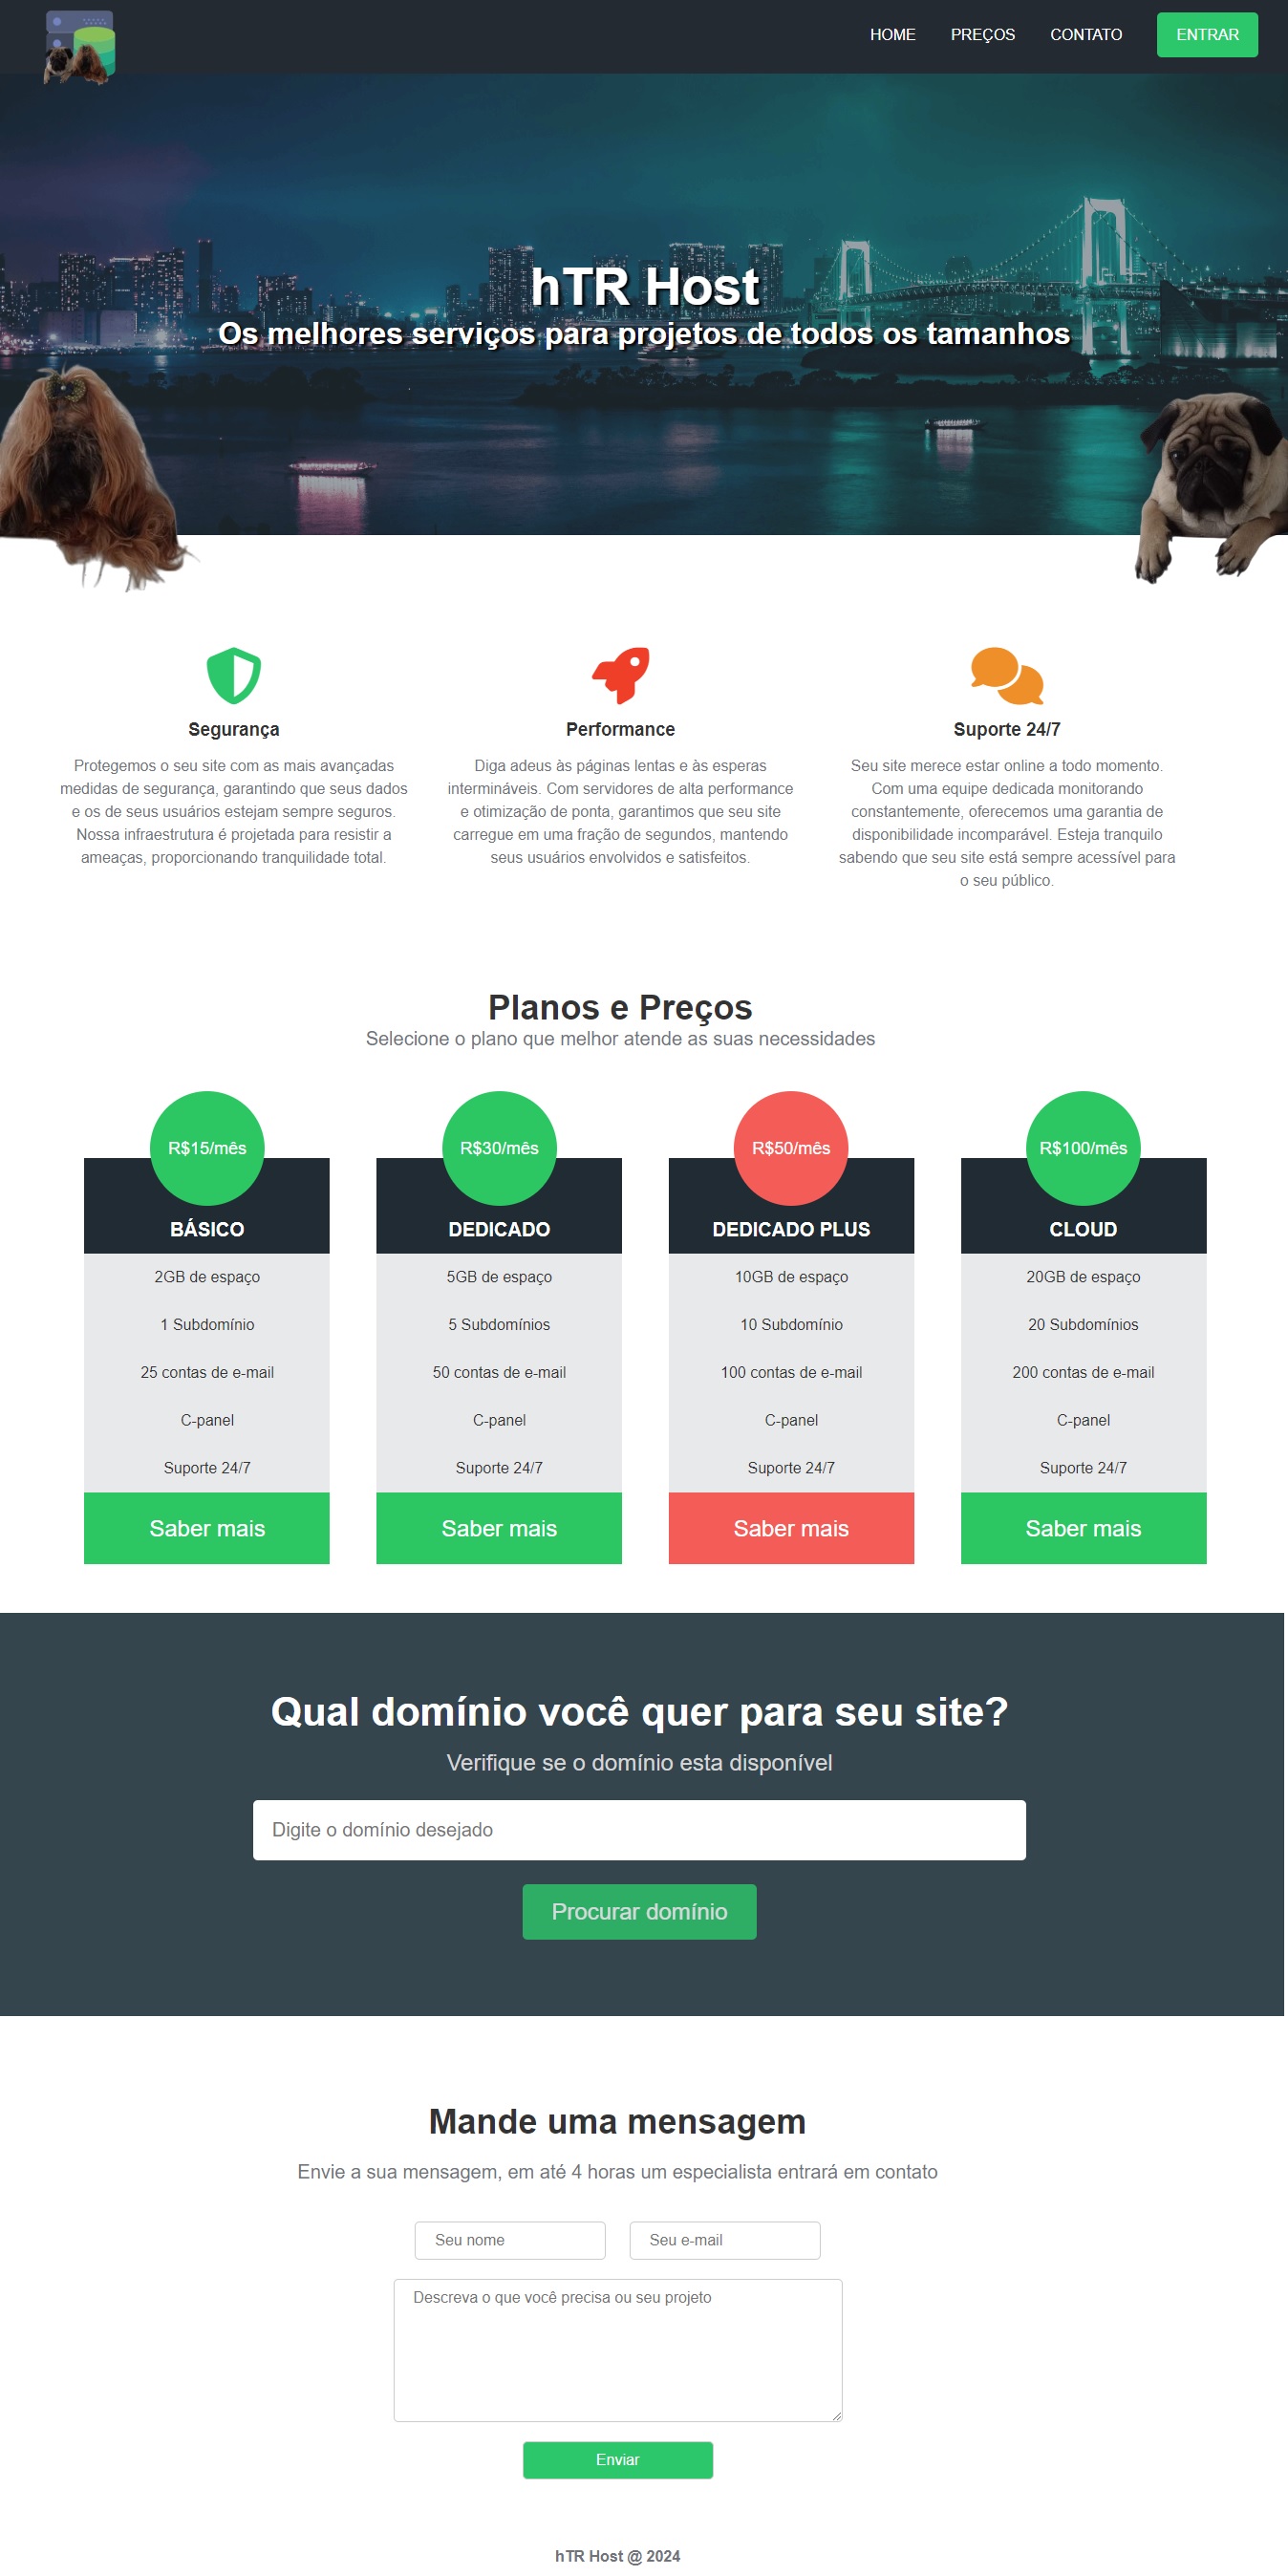 HOME PREÇOS CONTATO ENTRAR
hTR Host
Os melhores serviços para projetos de todos os tamanhos
Segurança
Protegemos o seu site com as mais avançadas
medidas de segurança, garantindo que seus dados
e os de seus usuários estejam sempre seguros.
Nossa infraestrutura é projetada para resistir a
ameaças, proporcionando tranquilidade total.
Performance
Diga adeus às páginas lentas e às esperas
intermináveis. Com servidores de alta performance
e otimização de ponta, garantimos que seu site
carregue em uma fração de segundos, mantendo
seus usuários envolvidos e satisfeitos.
Suporte 24/7
Seu site merece estar online a todo momento.
Com uma equipe dedicada monitorando
constantemente, oferecemos uma garantia de
disponibilidade incomparável. Esteja tranquilo
sabendo que seu site está sempre acessível para
o seu público.
Planos e Preços
Selecione o plano que melhor atende as suas necessidades
R$15/mês
BÁSICO
2GB de espaço
1 Subdomínio
25 contas de e-mail
C-panel
Suporte 24/7
Saber mais
R$30/mês
DEDICADO
5GB de espaço
5 Subdomínios
50 contas de e-mail
C-panel
Suporte 24/7
Saber mais
R$50/mês
DEDICADO PLUS
10GB de espaço
10 Subdomínio
100 contas de e-mail
C-panel
Suporte 24/7
Saber mais
R$100/mês
CLOUD
20GB de espaço
20 Subdomínios
200 contas de e-mail
C-panel
Suporte 24/7
Saber mais
Qual domínio você quer para seu site?
Verifique se o domínio esta disponível
Digite o domínio desejado
Procurar domínio
Mande uma mensagem
Envie a sua mensagem, em até 4 horas um especialista entrará em contato
Seu nome
Seu e-mail
Descreva o que você precisa ou seu projeto
Enviar
hTR Host @ 2024